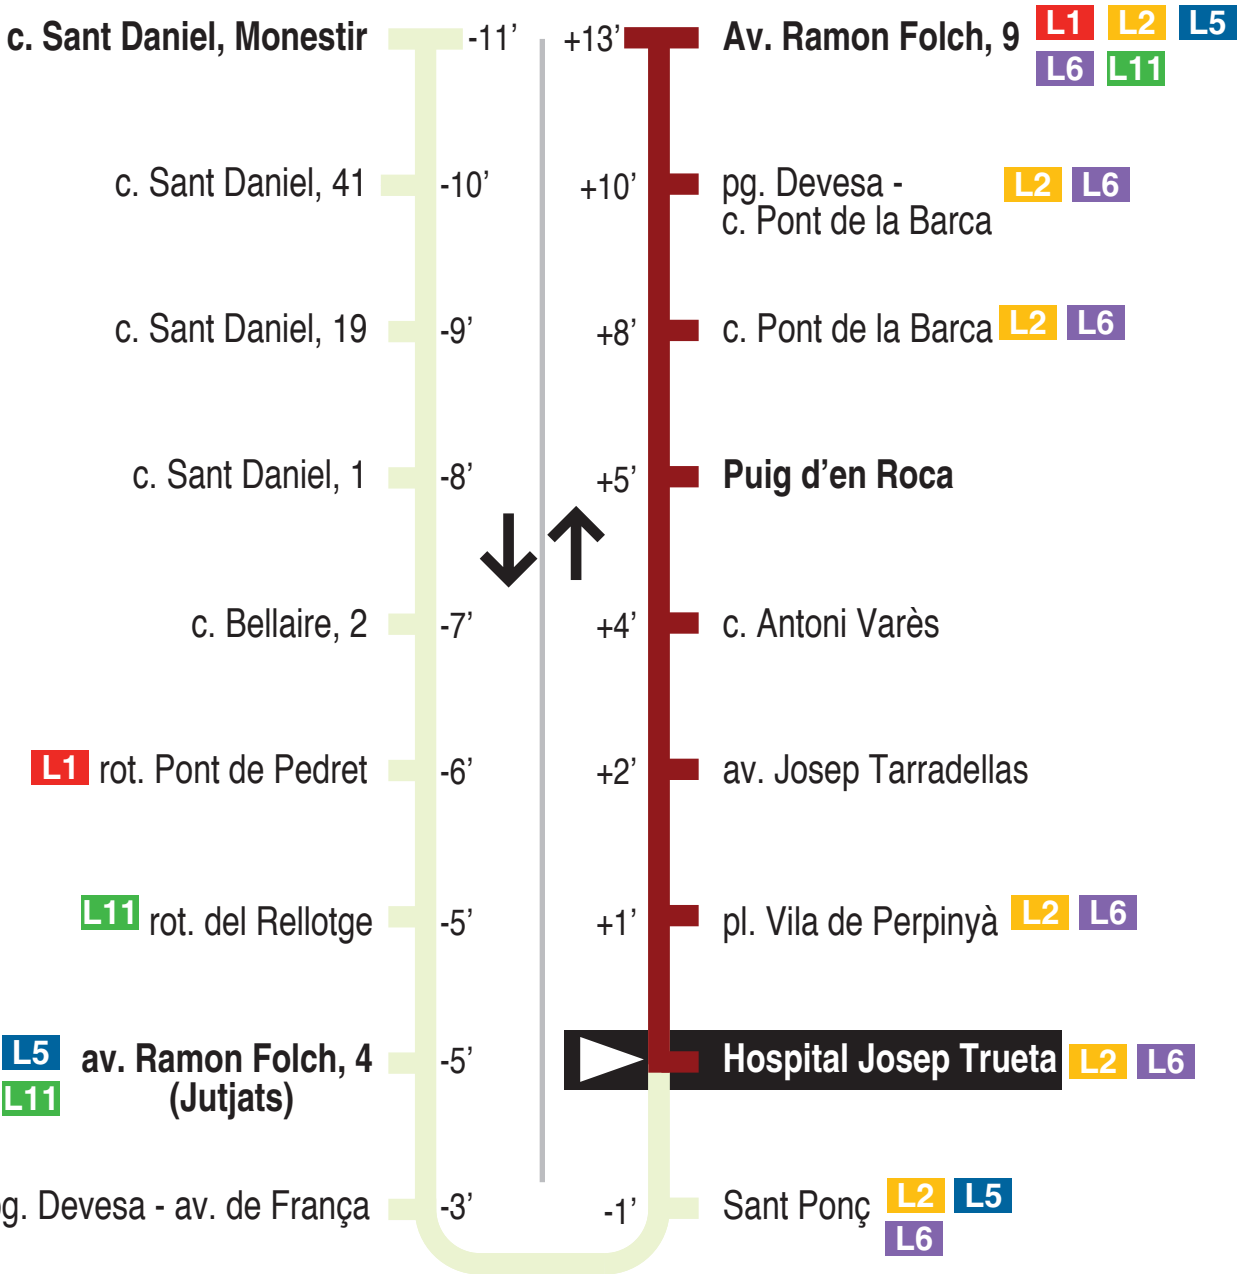 c. Sant Daniel, Monestir -11’ +13’ Av. Ramon Folch, 9 L1 L2 L5
L6 L11
c. Sant Daniel, 41 -10’ +10’ pg. Devesa - L2 L6
c. Pont de la Barca
c. Sant Daniel, 19 -9’ +8’ c. Pont de la Barca L2 L6
c. Sant Daniel, 1 -8’ +5’ Puig d’en Roca
c. Bellaire, 2 -7’ +4’ c. Antoni Varès
L1 rot. Pont de Pedret -6’ +2’ av. Josep Tarradellas
L11 rot. del Rellotge -5’ +1’ pl. Vila de Perpinyà L2 L6
L5 av. Ramon Folch, 4 -5’ Hospital Josep Trueta L2 L6
L11 (Jutjats)
g. Devesa - av. de França -3’ -1’ Sant Ponç L2 L5
L6